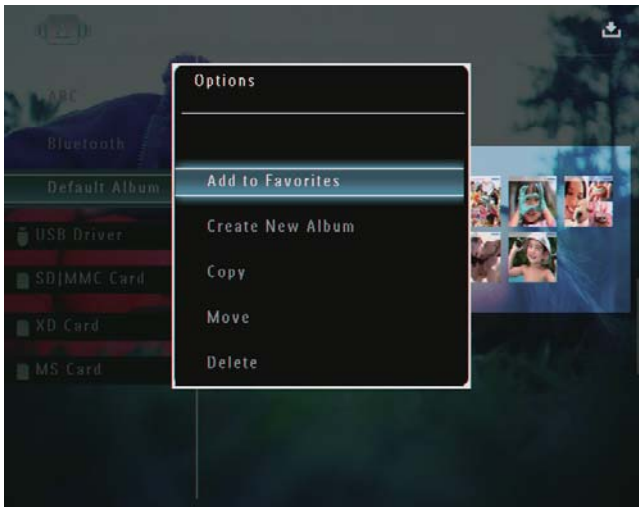 Options
ABC
Add to Favorites
Bluetooth
Default Album
Create New Album
USB Driver
Copy
SD|MMC Card
Move
XD Card
Delete
MS Card